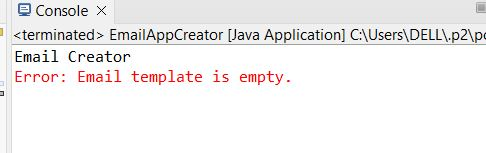 Console
<terminated> EmailAppCreator [Java Application] C:\Users\DELL\.p2\po
Email Creator
Error: Email template is empty.